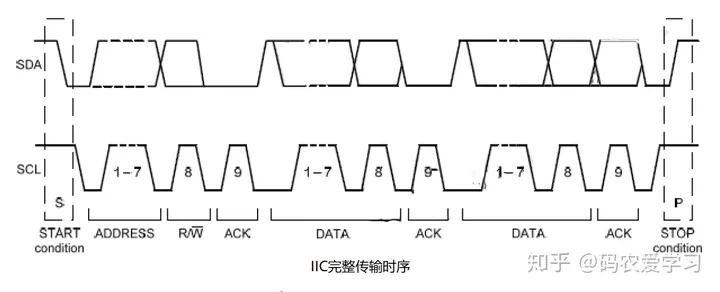 SDA
SCL
1-7 8 9 1-7 8 9 1-7 8 9
S P
START condition ADDRESS R/W̅ ACK DATA ACK DATA ACK STOP condition
IIC完整传输时序
知乎 @码农爱学习